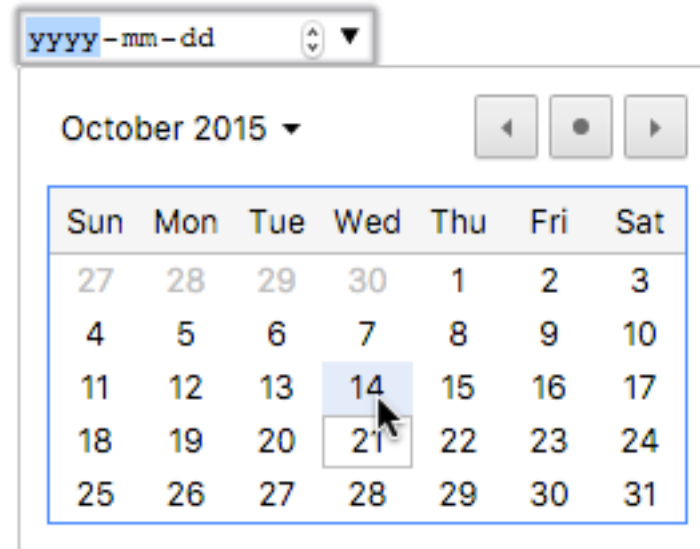 yyyy-mm-dd
October 2015
Sun Mon Tue Wed Thu Fri Sat
27 28 29 30 1 2 3
4 5 6 7 8 9 10
11 12 13 14 15 16 17
18 19 20 21 22 23 24
25 26 27 28 29 30 31